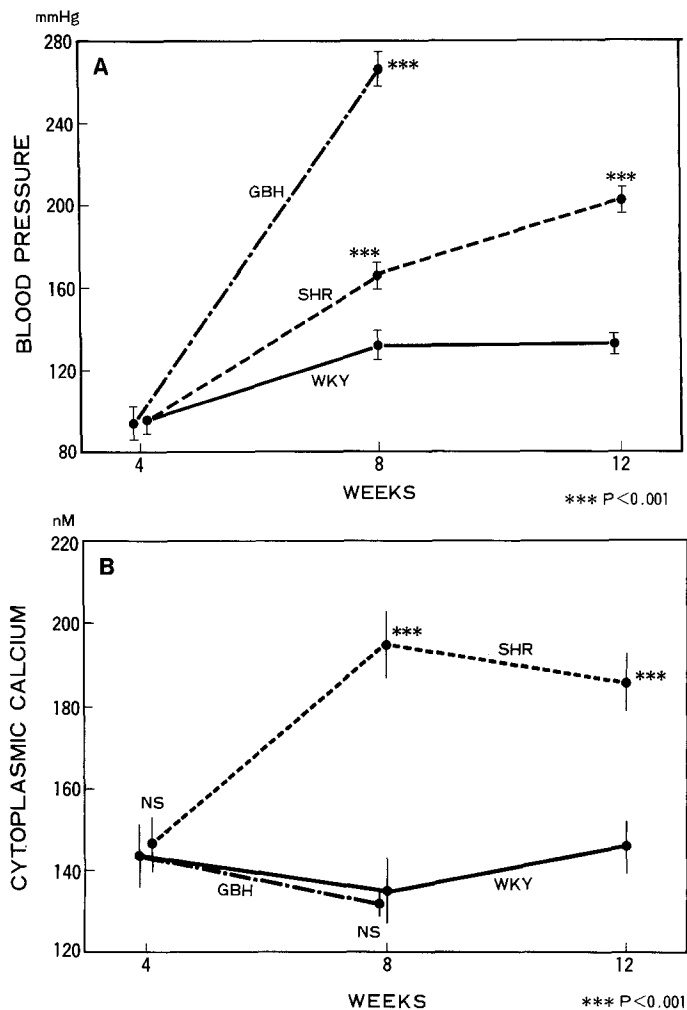 mmHg
280
A
***
240
GBH
***
200
***
160
SHR
120
WKY
80
4
8
12
BLOOD PRESSURE
WEEKS
*** P<0.001
nM
220
B
200
***
SHR
***
180
160
NS
140
GBH
WKY
NS
120
4
8
12
CYTOPLASMIC CALCIUM
WEEKS
*** P<0.001